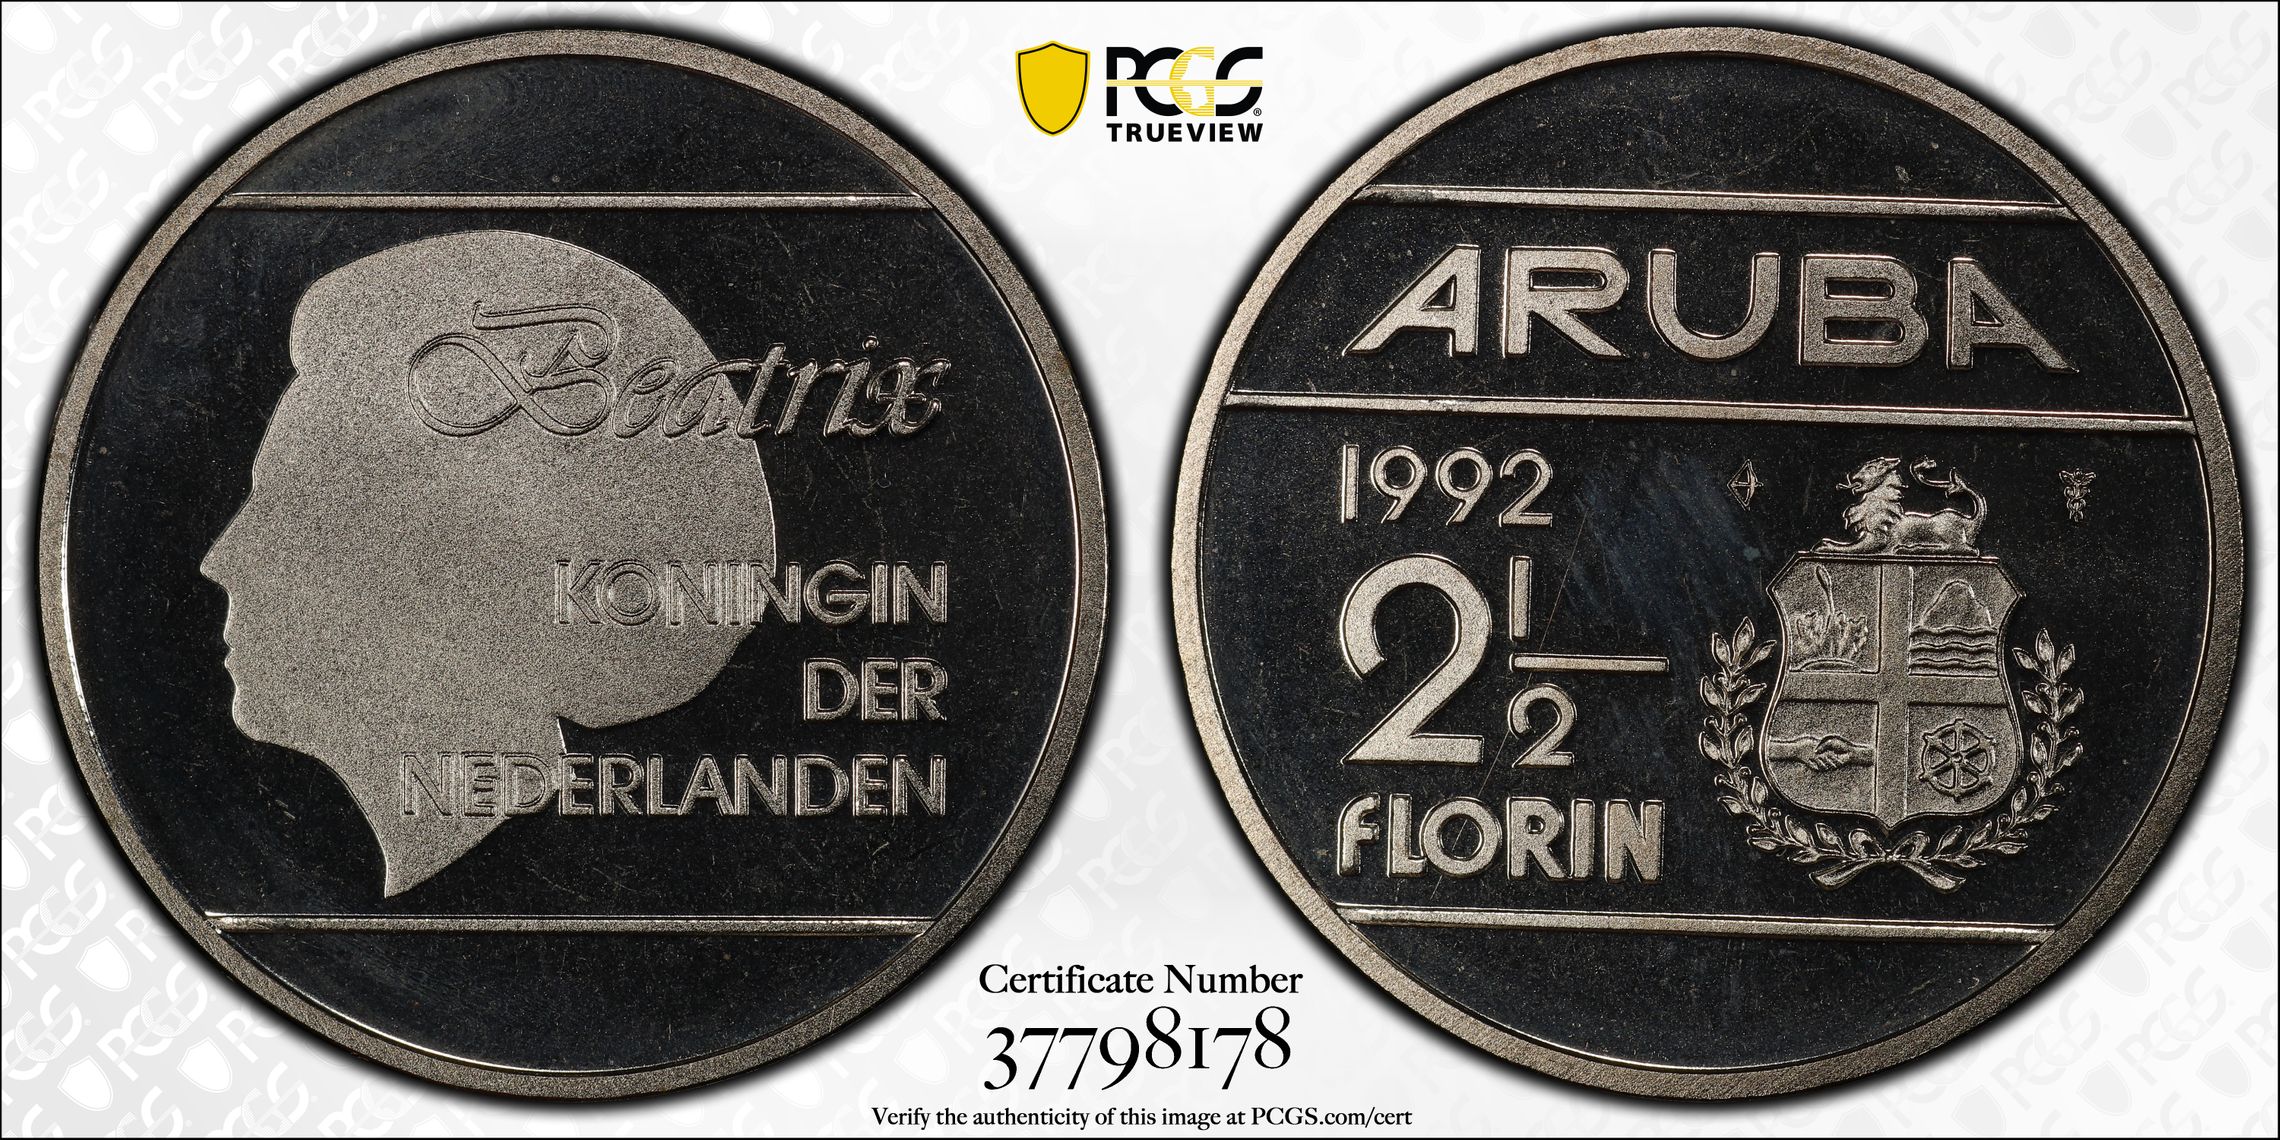 PCGS
TRUEVIEW
Beatrix
KONINGIN
DER
NEDERLANDEN
ARUBA
1992
2 1/2
FLORIN
Certificate Number
37798178
Verify the authenticity of this image at PCGS.com/cert